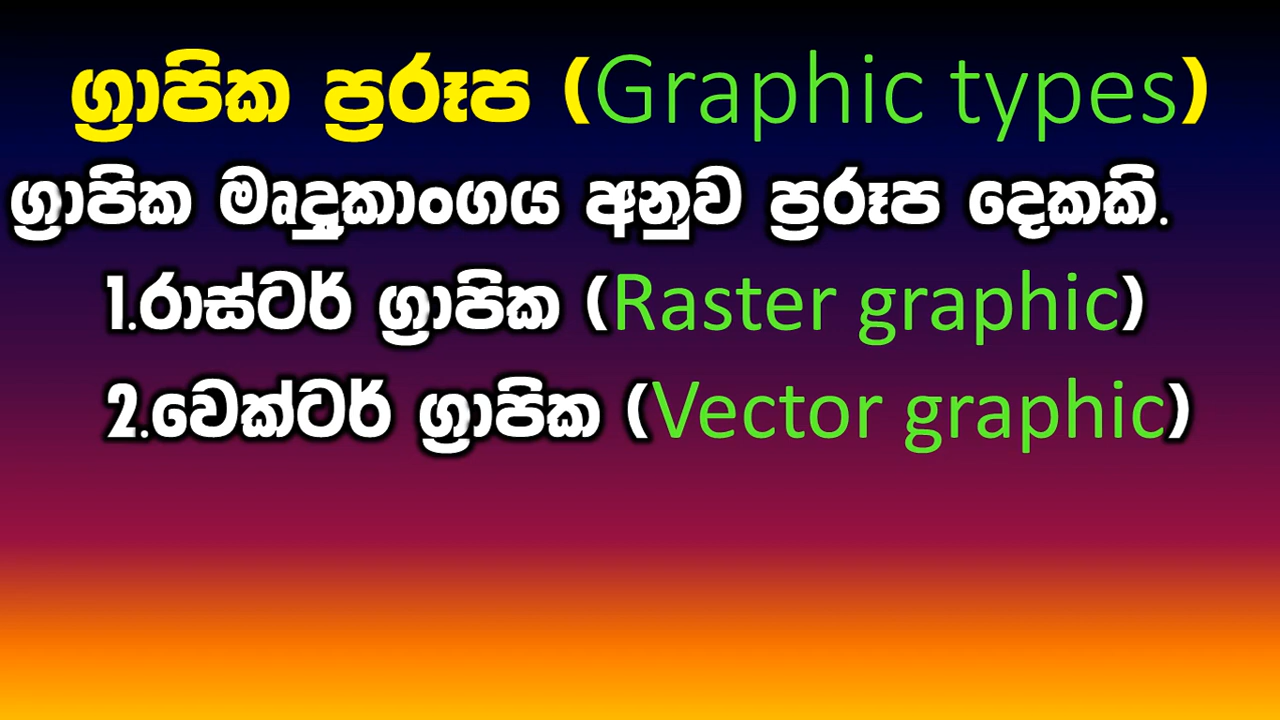 ග්‍රාපික ප්‍රරූප (Graphic types)
ග්‍රාපික මෘදුකාංගය අනුව ප්‍රරූප දෙකකි.
1.රාස්ටර් ග්‍රාපික (Raster graphic)
2.වෙක්ටර් ග්‍රාපික (Vector graphic)